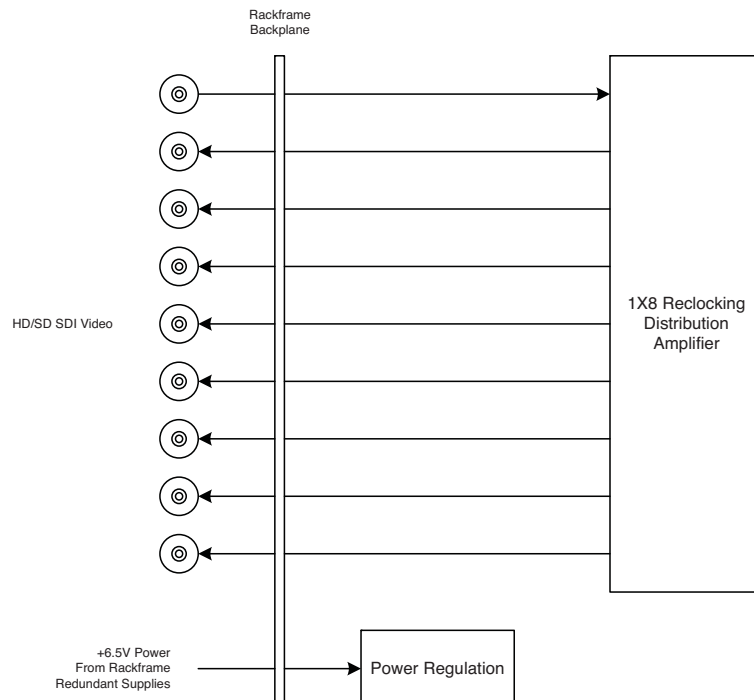 Rackframe
Backplane
HD/SD SDI Video
1X8 Reclocking
Distribution
Amplifier
+6.5V Power
From Rackframe
Redundant Supplies
Power Regulation